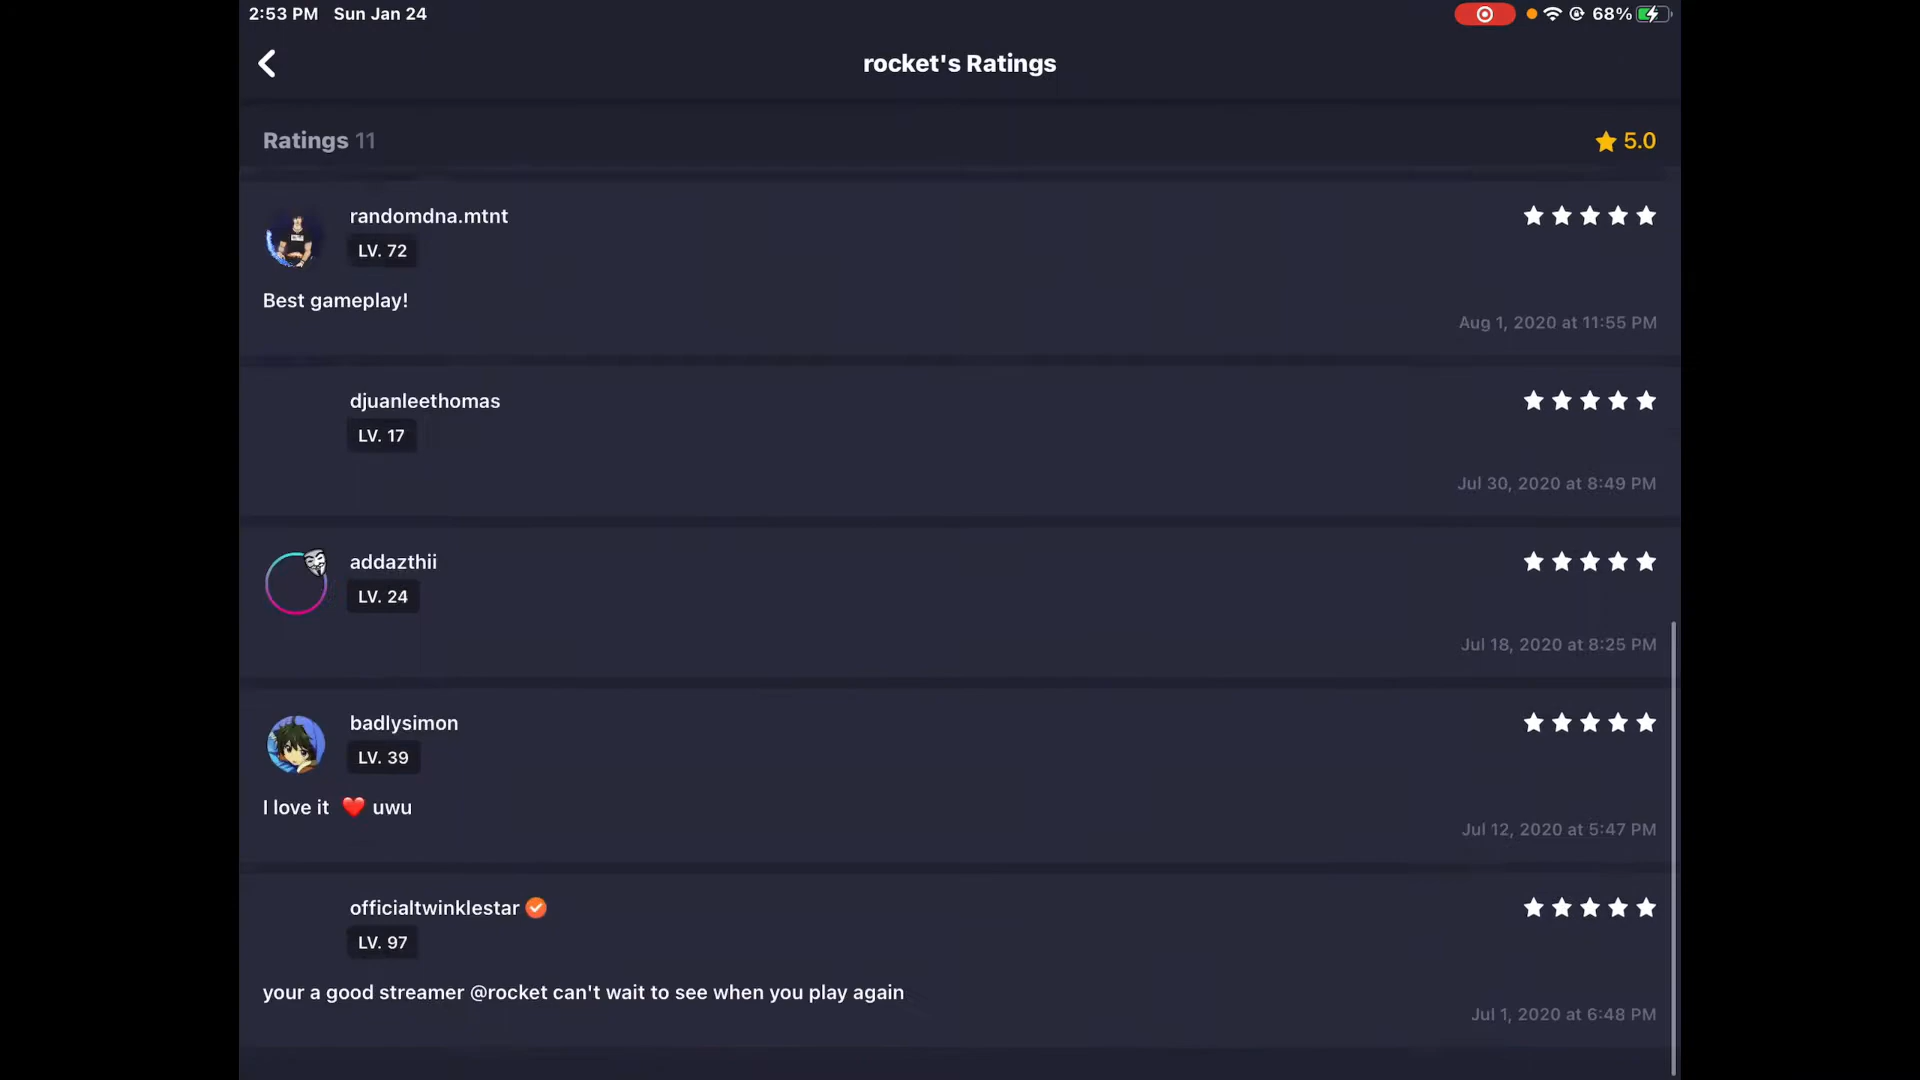 2:53 PM Sun Jan 24 68%
rocket's Ratings
Ratings 11 5.0
randomdna.mtnt
LV. 72
Best gameplay!
Aug 1, 2020 at 11:55 PM
djuanleethomas
LV. 17
Jul 30, 2020 at 8:49 PM
addazthii
LV. 24
Jul 18, 2020 at 8:25 PM
badlysimon
LV. 39
I love it ❤️ uwu
Jul 12, 2020 at 5:47 PM
officialtwinklestar
LV. 97
your a good streamer @rocket can't wait to see when you play again
Jul 1, 2020 at 6:48 PM